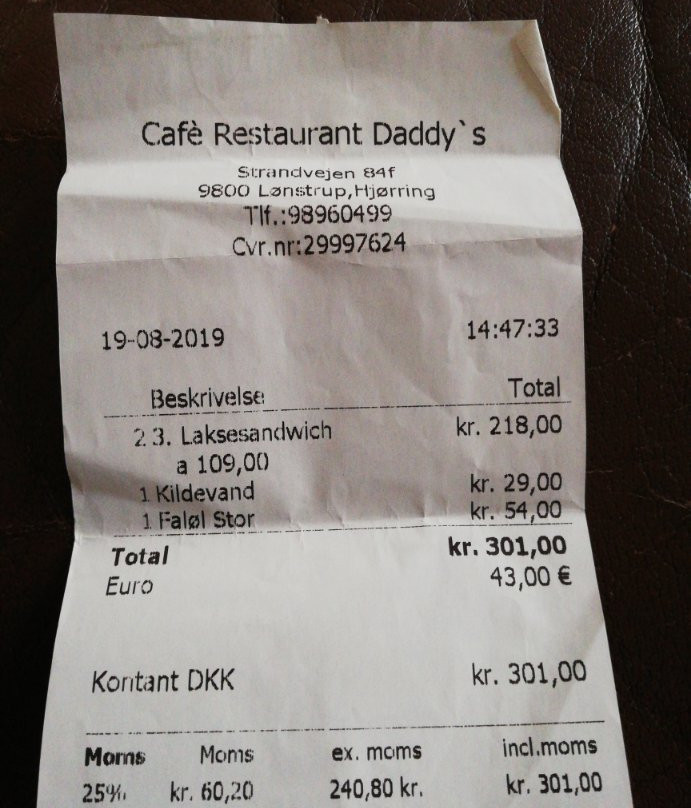 Cafè Restaurant Daddy`s
Strandvejen 84f
9800 Lønstrup,Hjørring
Tlf.:98960499
Cvr.nr:29997624
19-08-2019 14:47:33
Beskrivelse Total
2 3. Laksesandwich kr. 218,00
a 109,00
1 Kildevand kr. 29,00
1 Faløl Stor kr. 54,00
Total kr. 301,00
Euro 43,00 €
Kontant DKK kr. 301,00
Moms Moms ex. moms incl.moms
25% kr. 60,20 240,80 kr. kr. 301,00